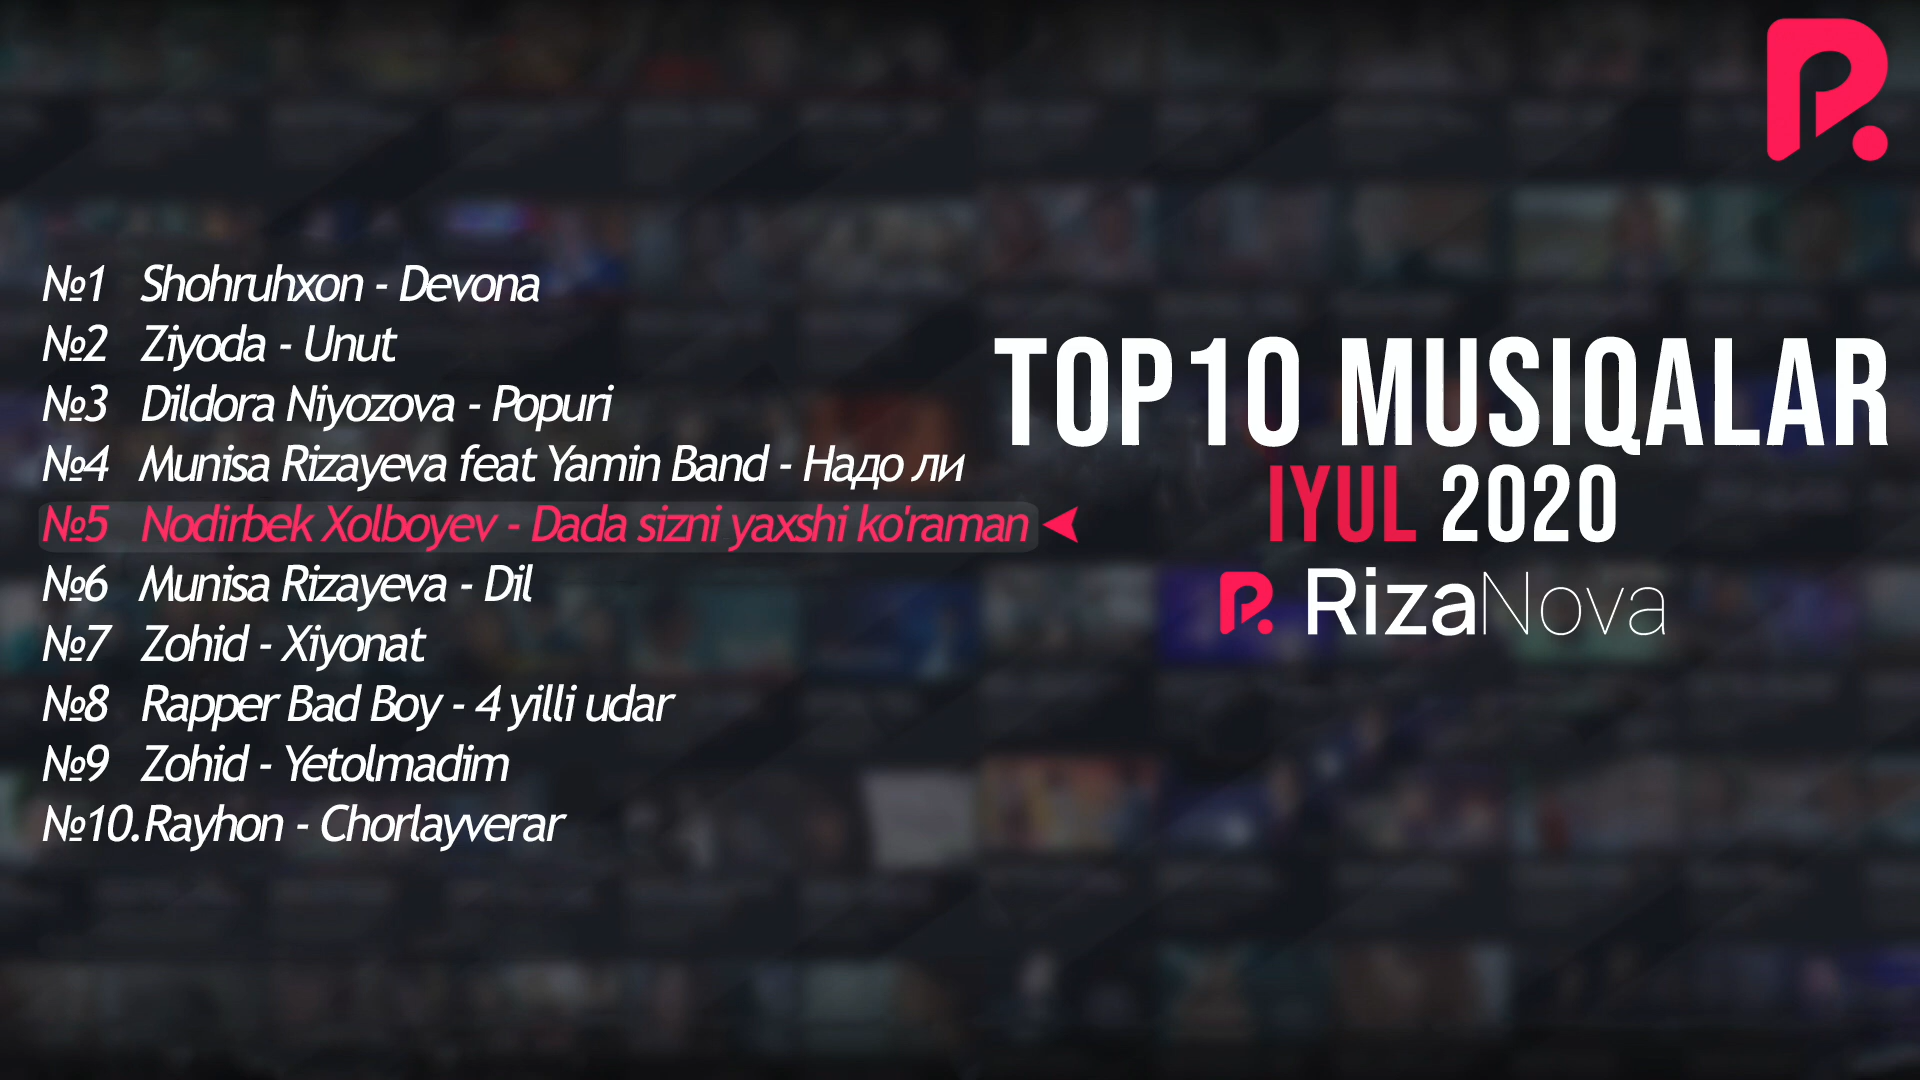 №1 Shohruhxon - Devona
№2 Ziyoda - Unut
№3 Dildora Niyozova - Popuri
№4 Munisa Rizayeva feat Yamin Band - Надо ли
№5 Nodirbek Xolboyev - Dada sizni yaxshi ko'raman
№6 Munisa Rizayeva - Dil
№7 Zohid - Xiyonat
№8 Rapper Bad Boy - 4 yilli udar
№9 Zohid - Yetolmadim
№10. Rayhon - Chorlayverar
TOP10 MUSIQALAR
IYUL 2020
RizaNova